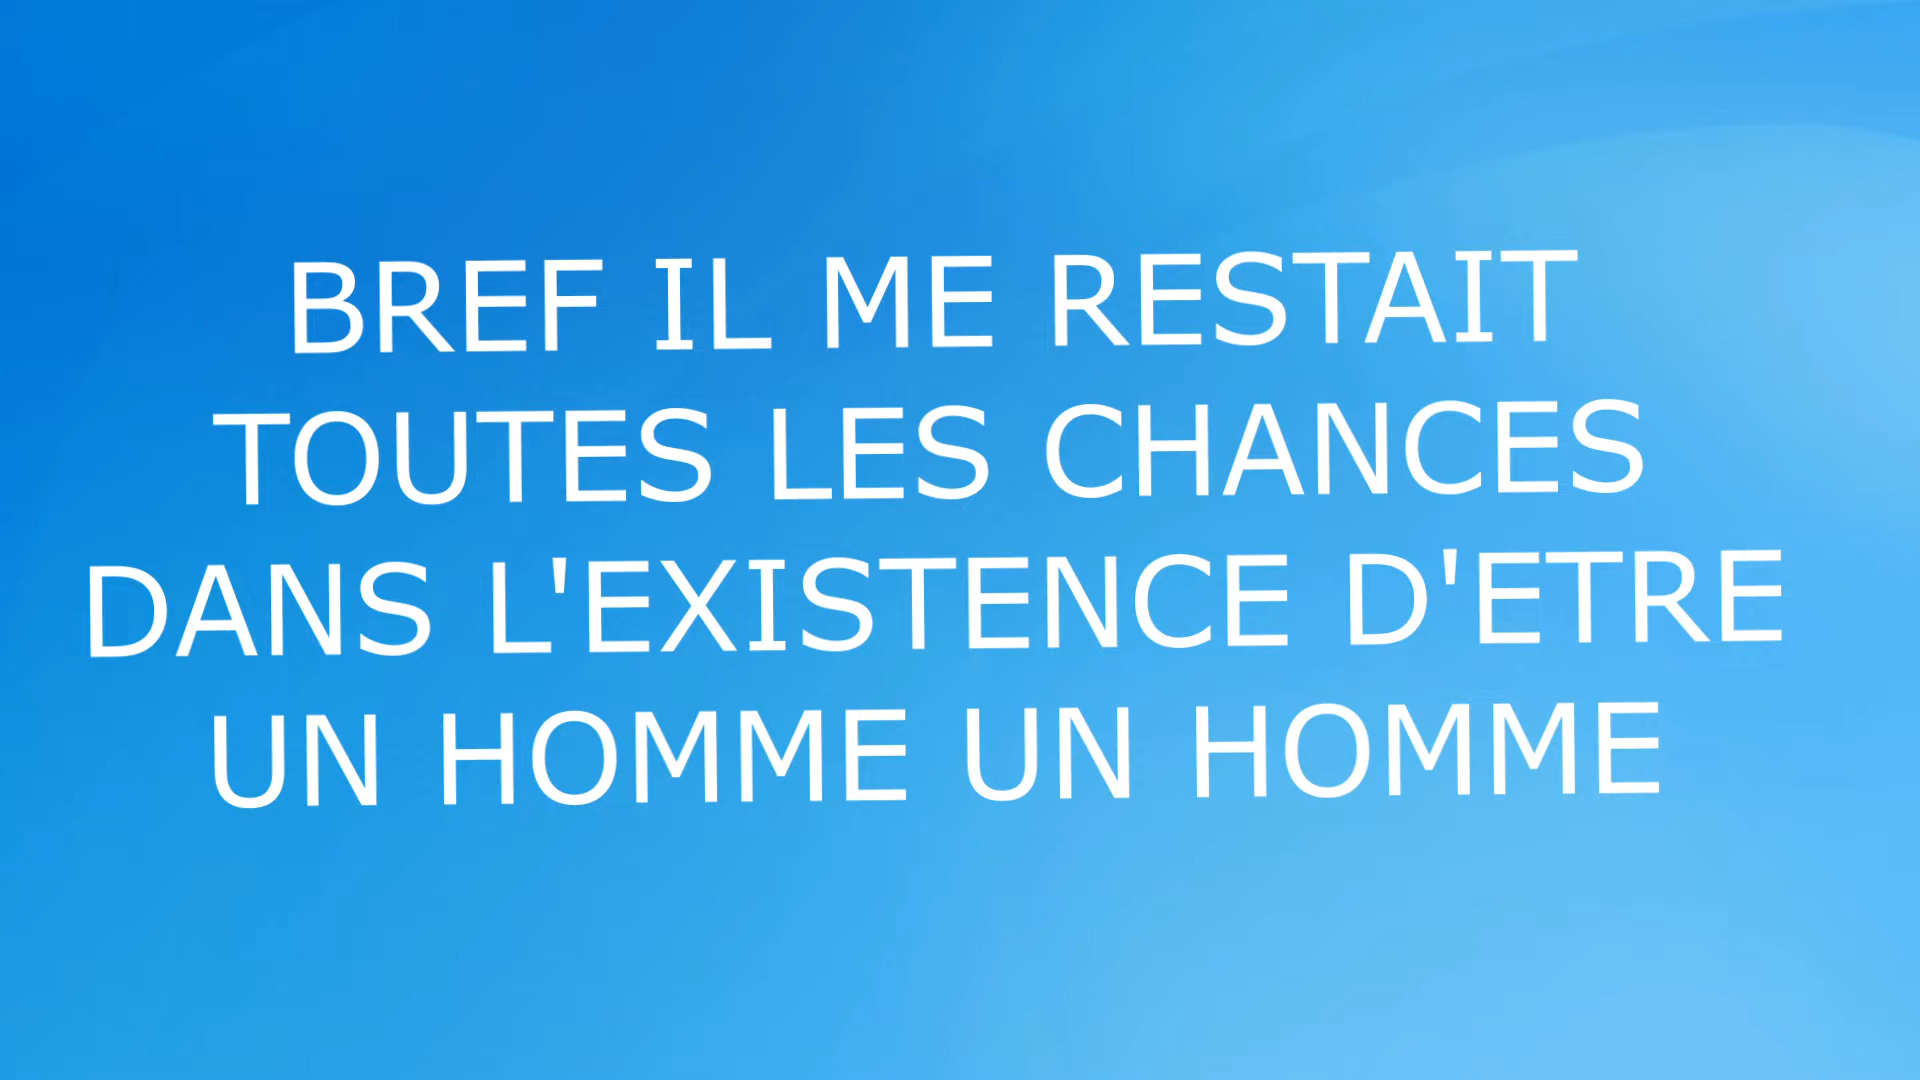 BREF IL ME RESTAIT
TOUTES LES CHANCES
DANS L'EXISTENCE D'ETRE
UN HOMME UN HOMME